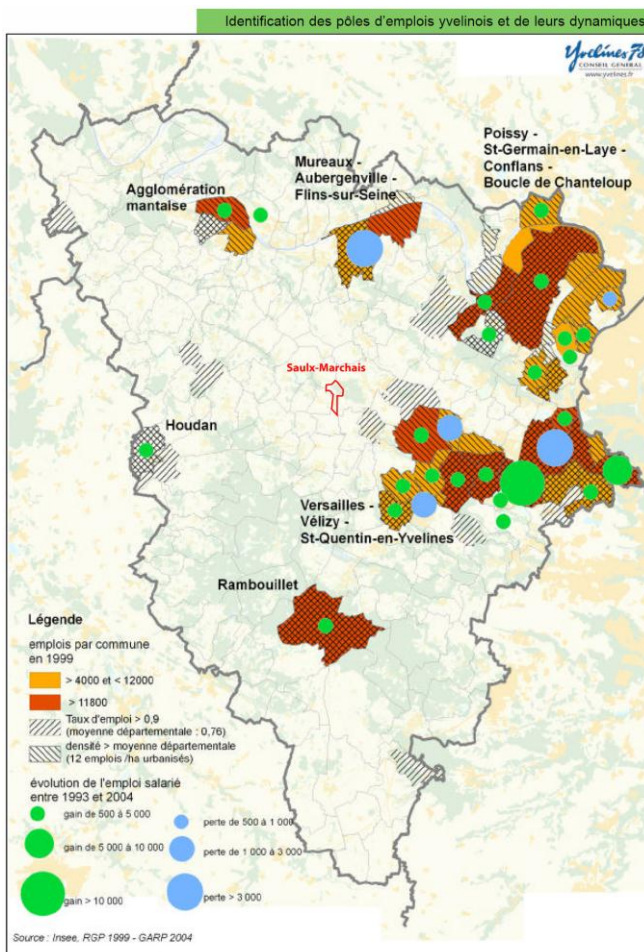 Identification des pôles d'emplois yvelinois et de leurs dynamiques
Yvelines 78
CONSEIL GENERAL
www.yvelines.fr
Poissy -
St-Germain-en-Laye -
Conflans -
Boucle de Chanteloup
Mureaux -
Aubergenville -
Flins-sur-Seine
Agglomération
mantaise
Saulx-Marchais
Houdan
Versailles -
Vélizy -
St-Quentin-en-Yvelines
Rambouillet
Légende
emplois par commune
en 1999
> 4000 et < 12000
> 11800
Taux d'emploi > 0,9
(moyenne départementale : 0,76)
densité > moyenne départementale
(12 emplois /ha urbanisés)
évolution de l'emploi salarié
entre 1993 et 2004
gain de 500 à 5 000
gain de 5 000 à 10 000
gain > 10 000
perte de 500 à 1 000
perte de 1 000 à 3 000
perte > 3 000
Source : Insee, RGP 1999 - GARP 2004